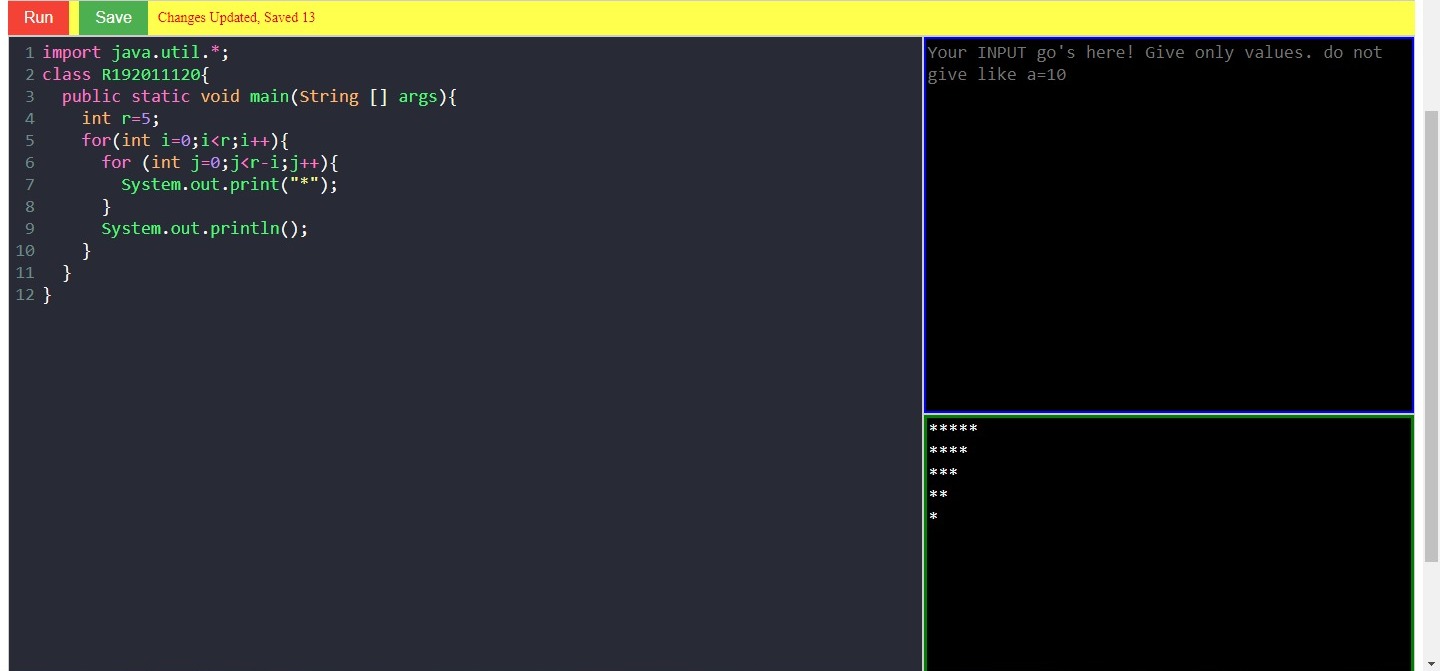 Run Save Changes Updated, Saved 13
1 import java.util.*;
2 class R192011120{
3   public static void main(String [] args){
4     int r=5;
5     for(int i=0;i<r;i++){
6       for (int j=0;j<r-i;j++){
7         System.out.print("*");
8       }
9       System.out.println();
10     }
11   }
12 }
Your INPUT go's here! Give only values. do not
give like a=10
*****
****
***
**
*